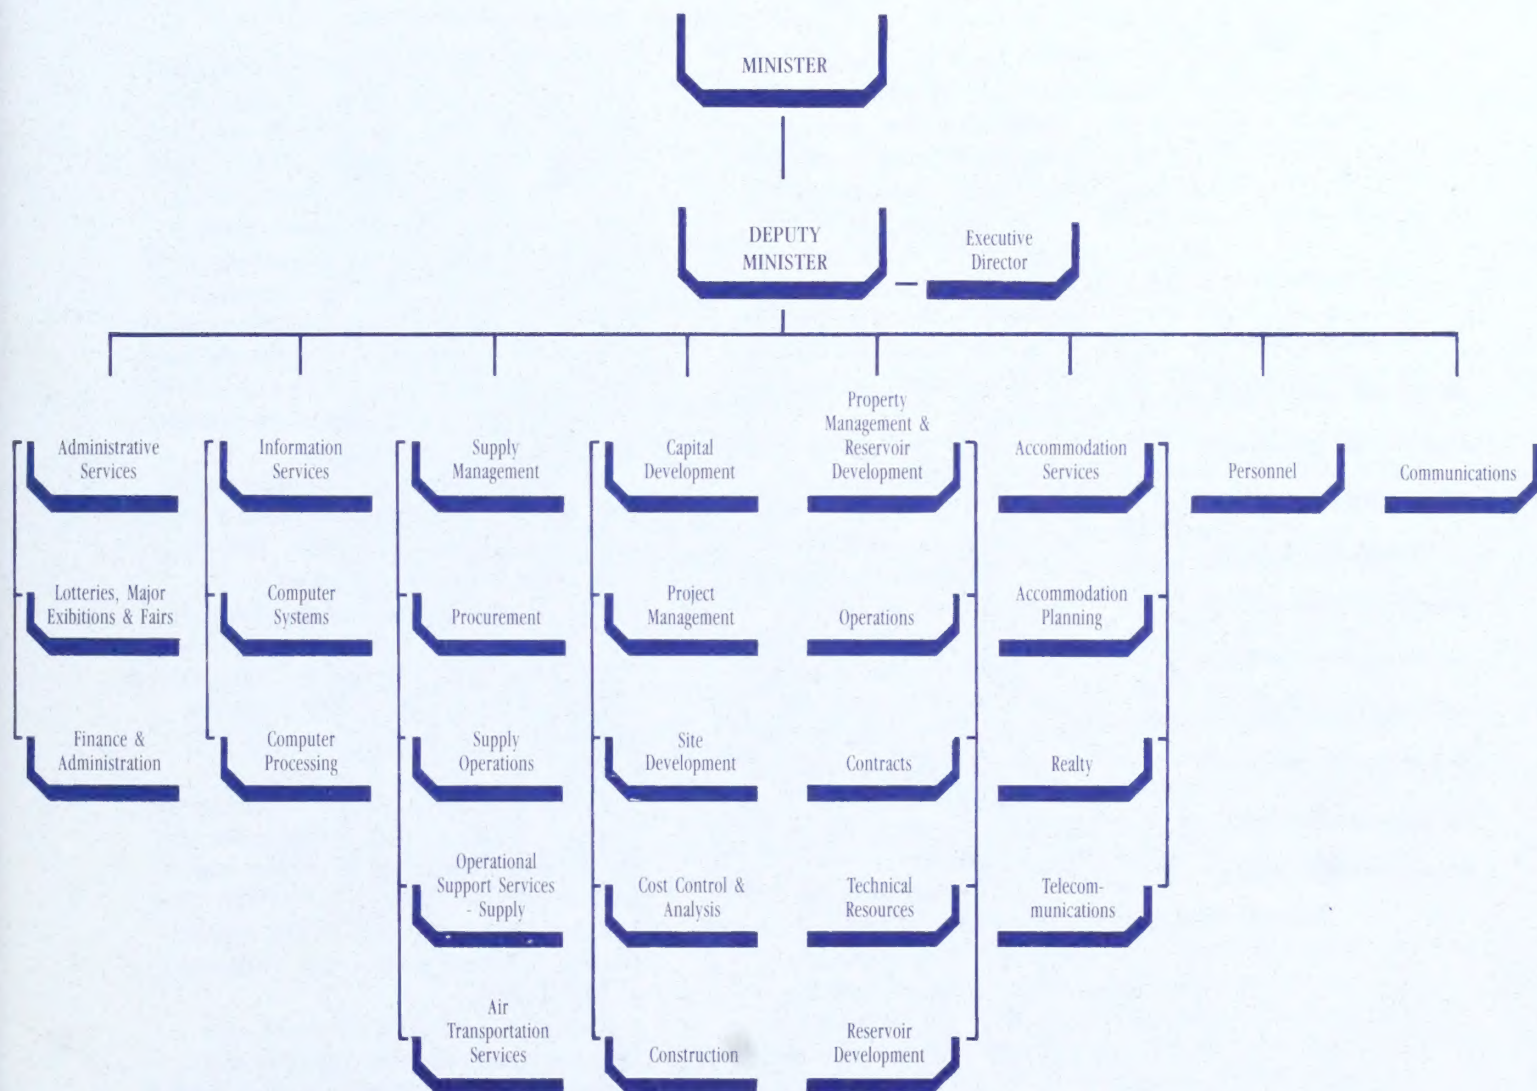 MINISTER
DEPUTY
MINISTER
Executive
Director
Administrative
Services
Information
Services
Supply
Management
Capital
Development
Property
Management &
Reservoir
Development
Accommodation
Services
Personnel
Communications
Lotteries, Major
Exibitions & Fairs
Computer
Systems
Procurement
Project
Management
Operations
Accommodation
Planning
Finance &
Administration
Computer
Processing
Supply
Operations
Site
Development
Contracts
Realty
Operational
Support Services
- Supply
Cost Control &
Analysis
Technical
Resources
Telecom-
munications
Air
Transportation
Services
Construction
Reservoir
Development